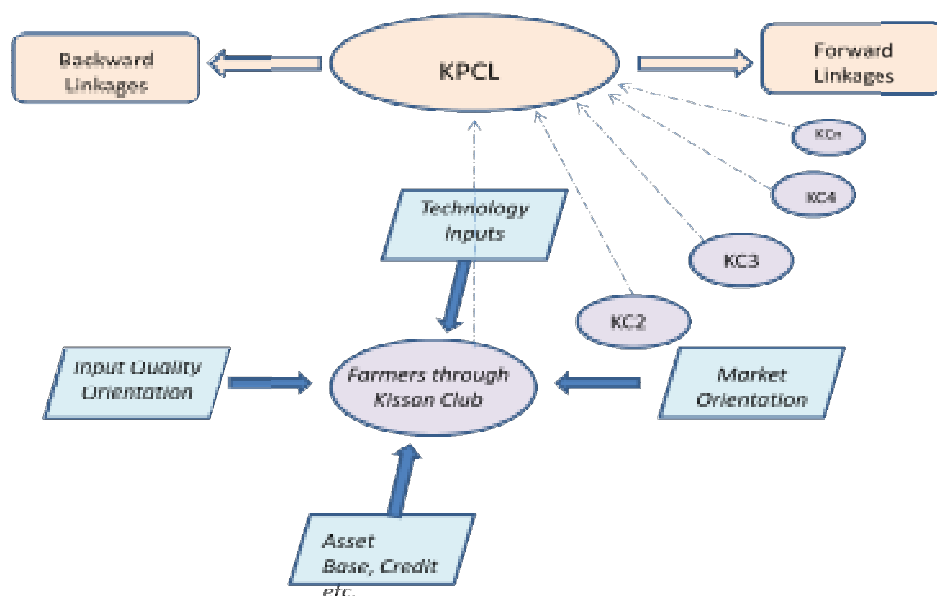 Backward
Linkages
KPCL
Forward
Linkages
KCn
KC4
Technology
Inputs
KC3
KC2
Input Quality
Orientation
Farmers through
Kissan Club
Market
Orientation
Asset
Base, Credit
etc.